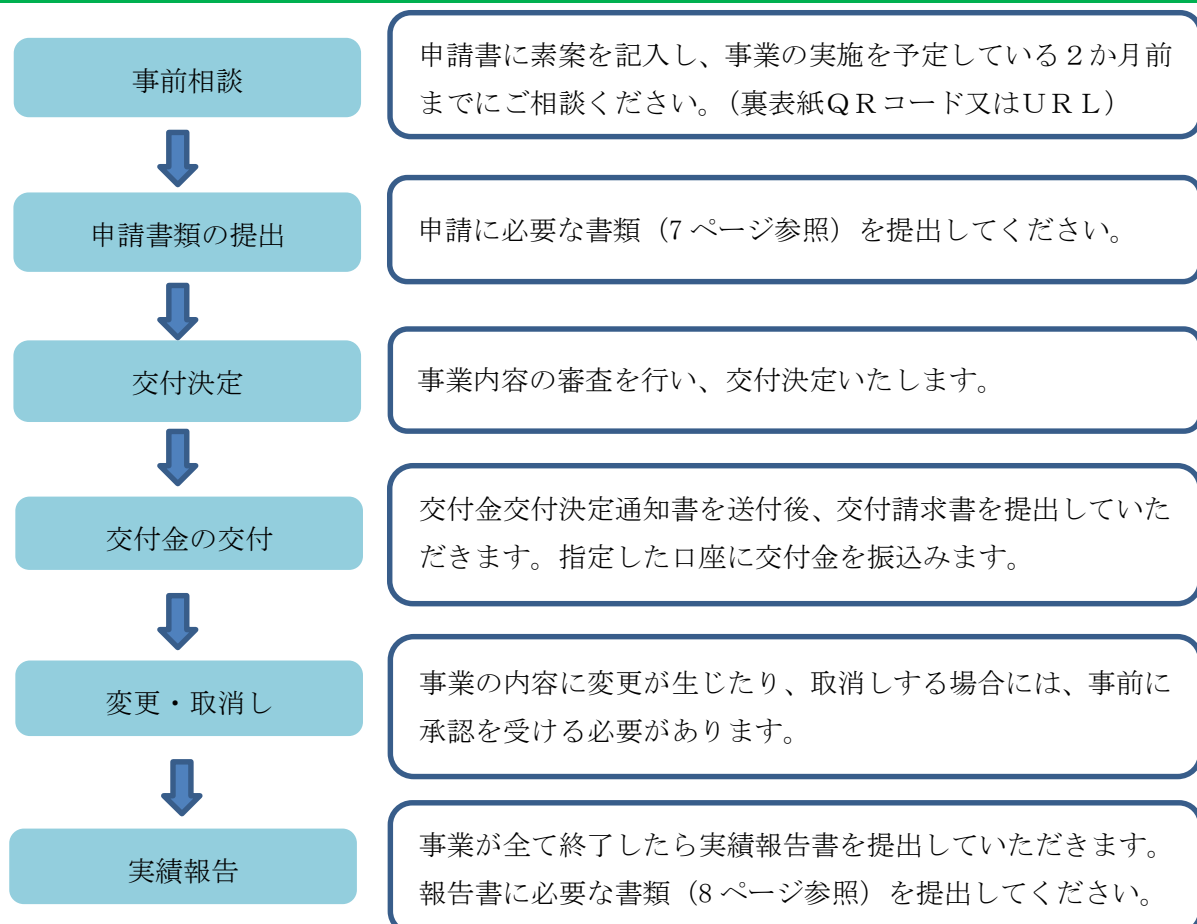 事前相談
申請書に素案を記入し、事業の実施を予定している２か月前
までにご相談ください。（裏表紙ＱＲコード又はＵＲＬ）
申請書類の提出
申請に必要な書類（7 ページ参照）を提出してください。
交付決定
事業内容の審査を行い、交付決定いたします。
交付金の交付
交付金交付決定通知書を送付後、交付請求書を提出していた
だきます。指定した口座に交付金を振込みます。
変更・取消し
事業の内容に変更が生じたり、取消しする場合には、事前に
承認を受ける必要があります。
実績報告
事業が全て終了したら実績報告書を提出していただきます。
報告書に必要な書類（8 ページ参照）を提出してください。